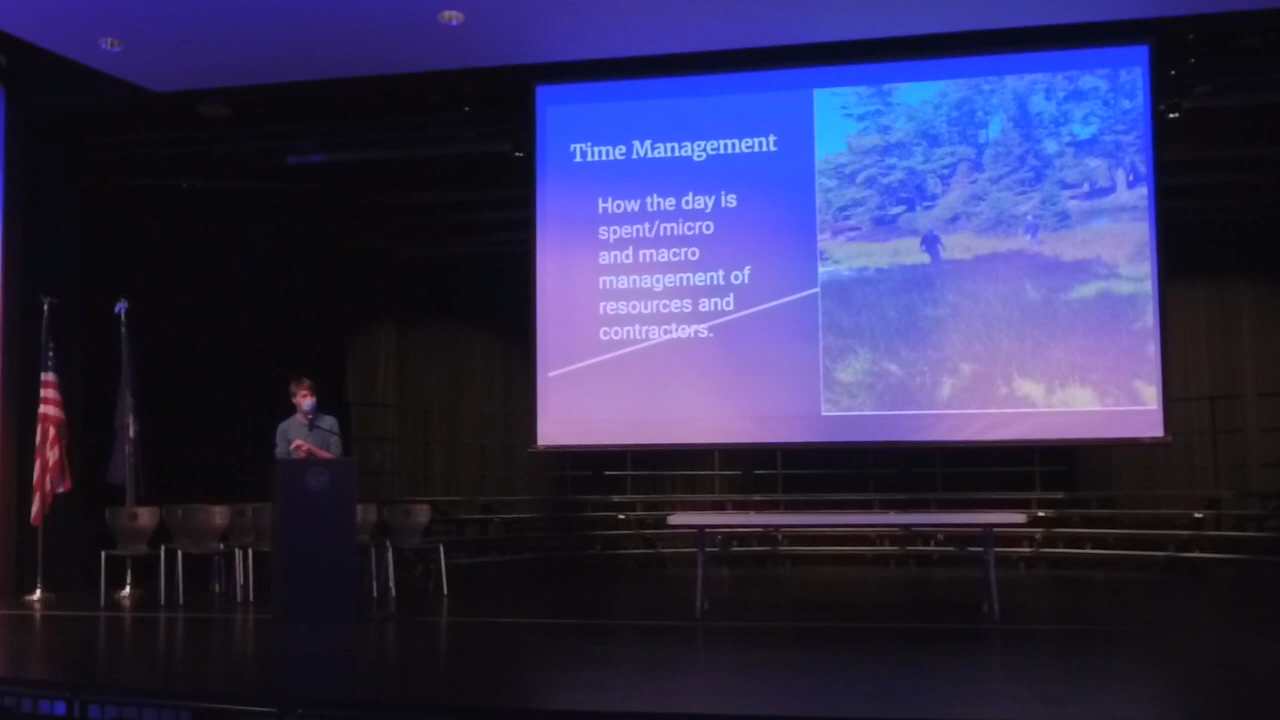 Time Management
How the day is
spent/micro
and macro
management of
resources and
contractors.